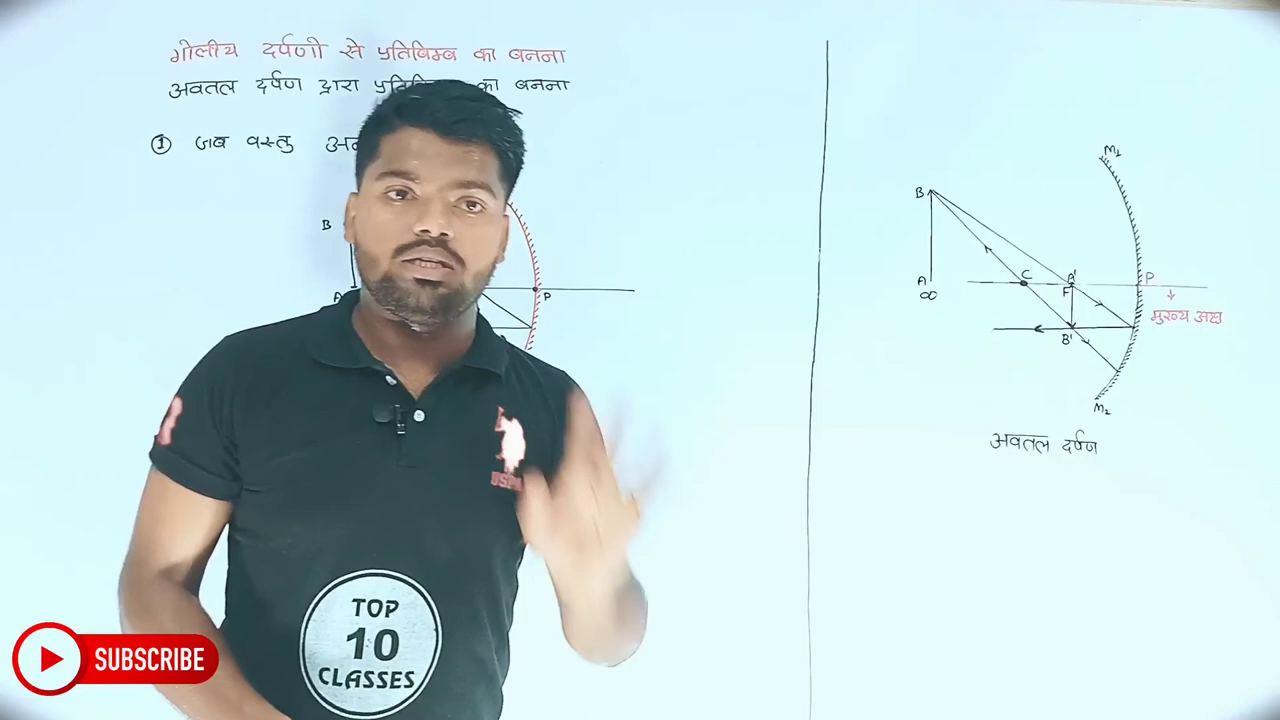 गोलीय दर्पणो से प्रतिबिम्ब का बनना
अवतल दर्पण द्वारा का बनना
① जब वस्तु
B
A
P
M₁
B
A
∞
C
A'
F
P
मुख्य अक्ष
B'
M₂
अवतल दर्पण
TOP
10
CLASSES
SUBSCRIBE